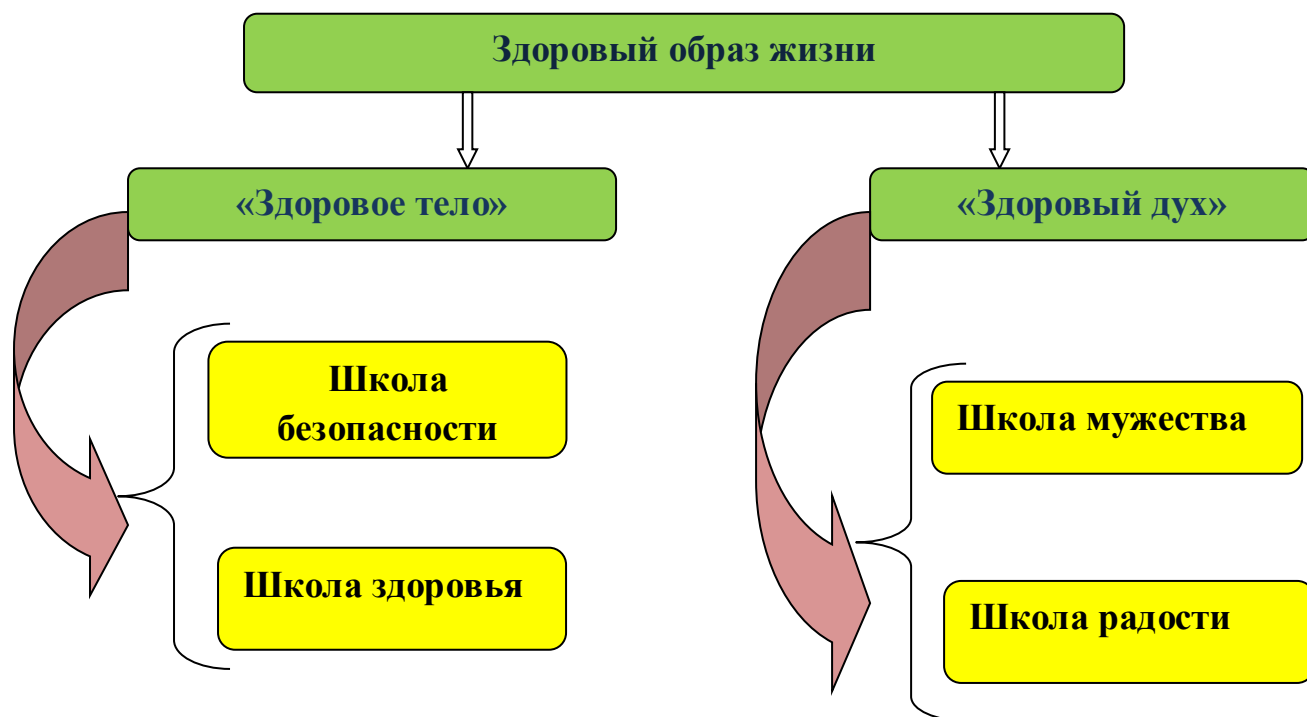 Здоровый образ жизни
«Здоровое тело»
«Здоровый дух»
Школа
безопасности
Школа мужества
Школа здоровья
Школа радости